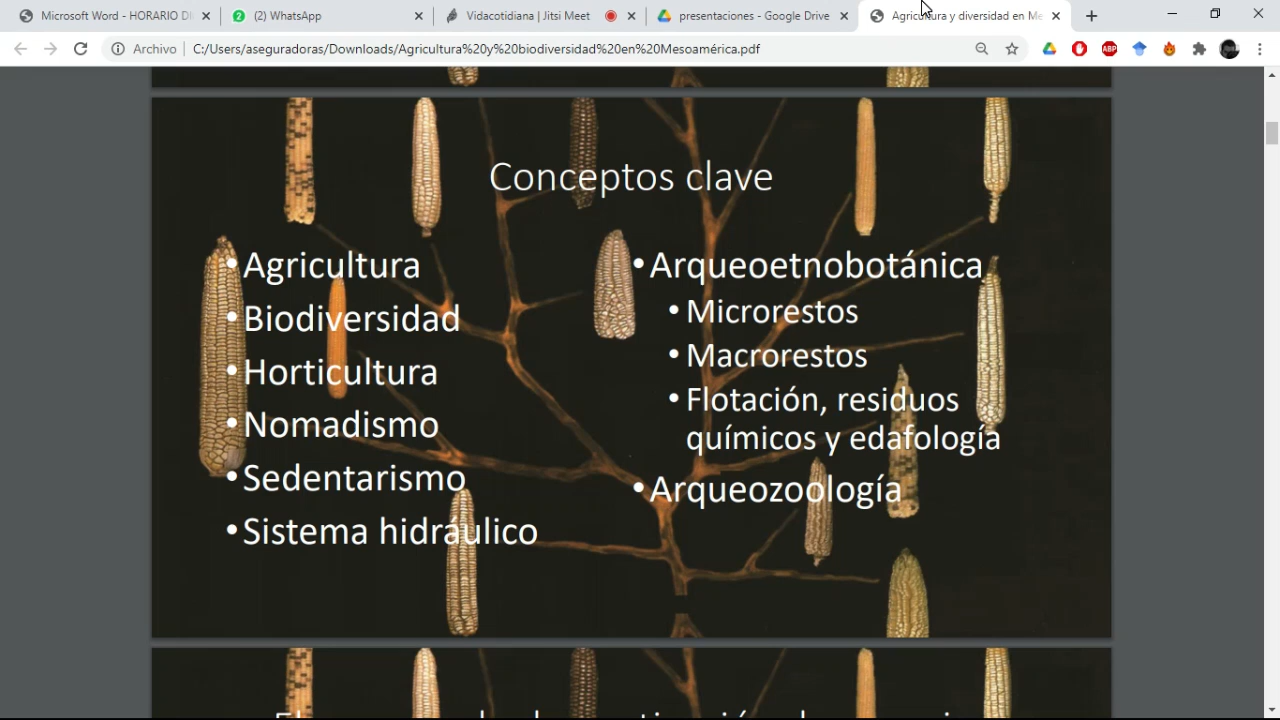 Microsoft Word - HORARIO DI
(2) WhatsApp
Vidacotidiana | Jitsi Meet
presentaciones - Google Drive
Agricultura y diversidad en Me
Archivo
C:/Users/aseguradoras/Downloads/Agricultura%20y%20biodiversidad%20en%20Mesoamérica.pdf
ABP
Conceptos clave
• Agricultura
• Biodiversidad
• Horticultura
• Nomadismo
• Sedentarismo
• Sistema hidráulico
• Arqueoetnobotánica
• Microrestos
• Macrorestos
• Flotación, residuos
químicos y edafología
• Arqueozoología